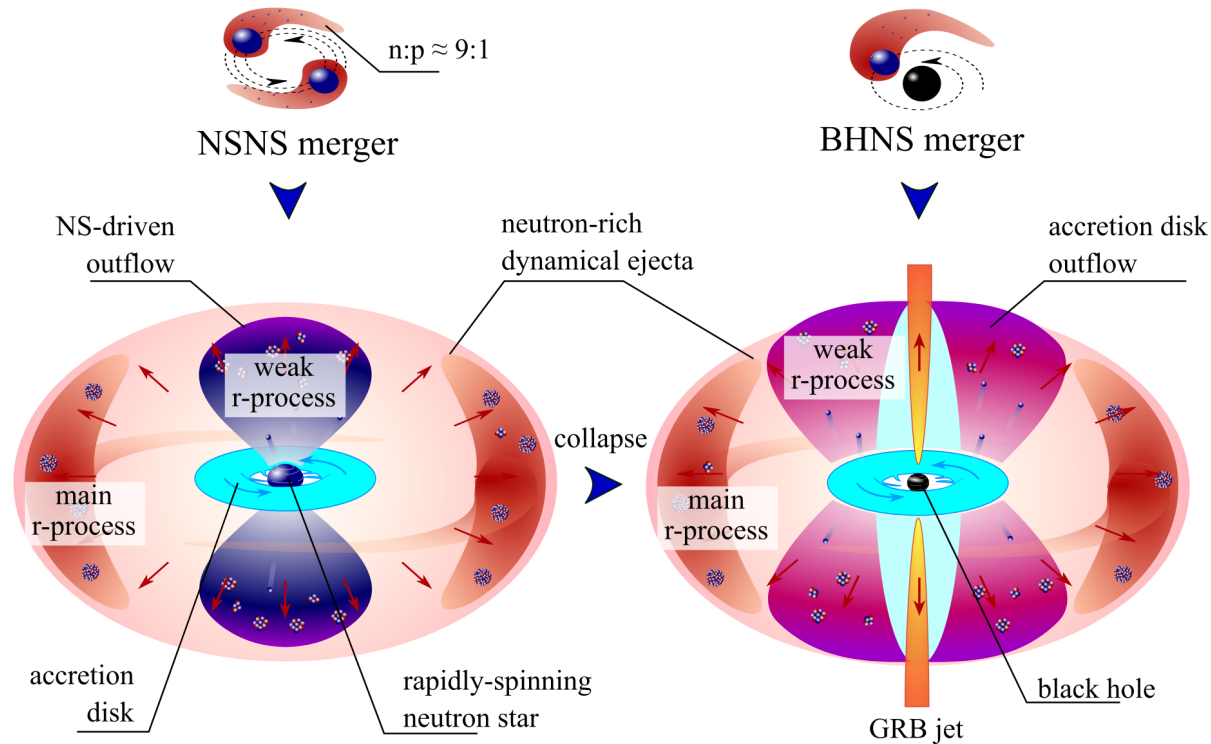 n:p ≈ 9:1
NSNS merger
BHNS merger
NS-driven
outflow
neutron-rich
dynamical ejecta
accretion disk
outflow
weak
r-process
weak
r-process
collapse
main
r-process
main
r-process
accretion
disk
rapidly-spinning
neutron star
black hole
GRB jet